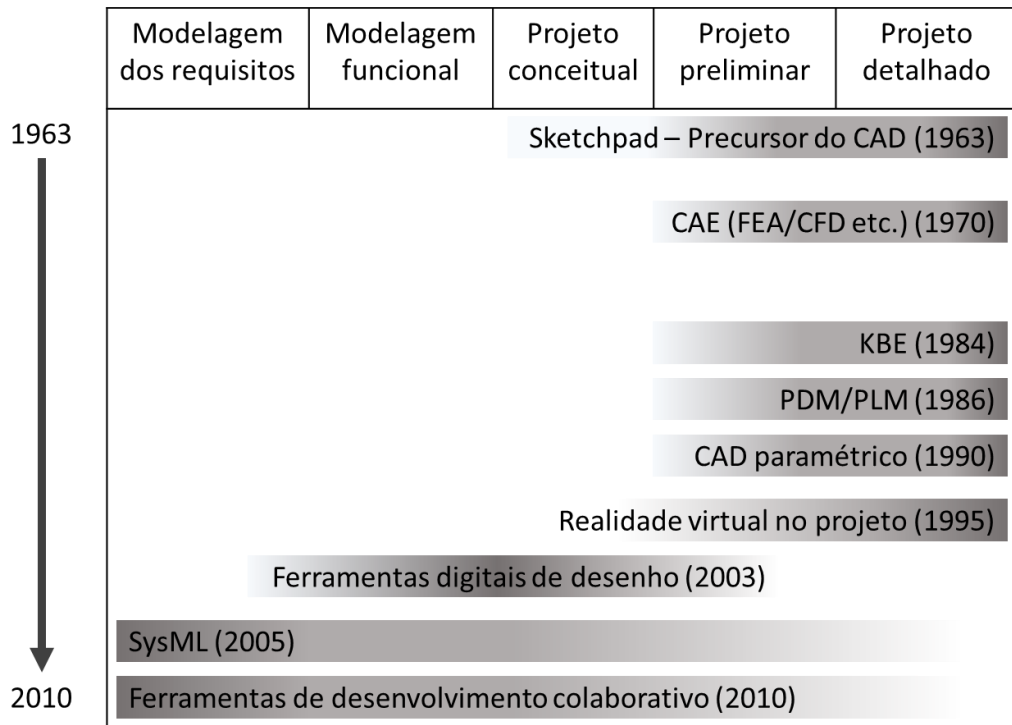 Modelagem dos requisitos
Modelagem funcional
Projeto conceitual
Projeto preliminar
Projeto detalhado
1963
Sketchpad – Precursor do CAD (1963)
CAE (FEA/CFD etc.) (1970)
KBE (1984)
PDM/PLM (1986)
CAD paramétrico (1990)
Realidade virtual no projeto (1995)
Ferramentas digitais de desenho (2003)
SysML (2005)
2010
Ferramentas de desenvolvimento colaborativo (2010)